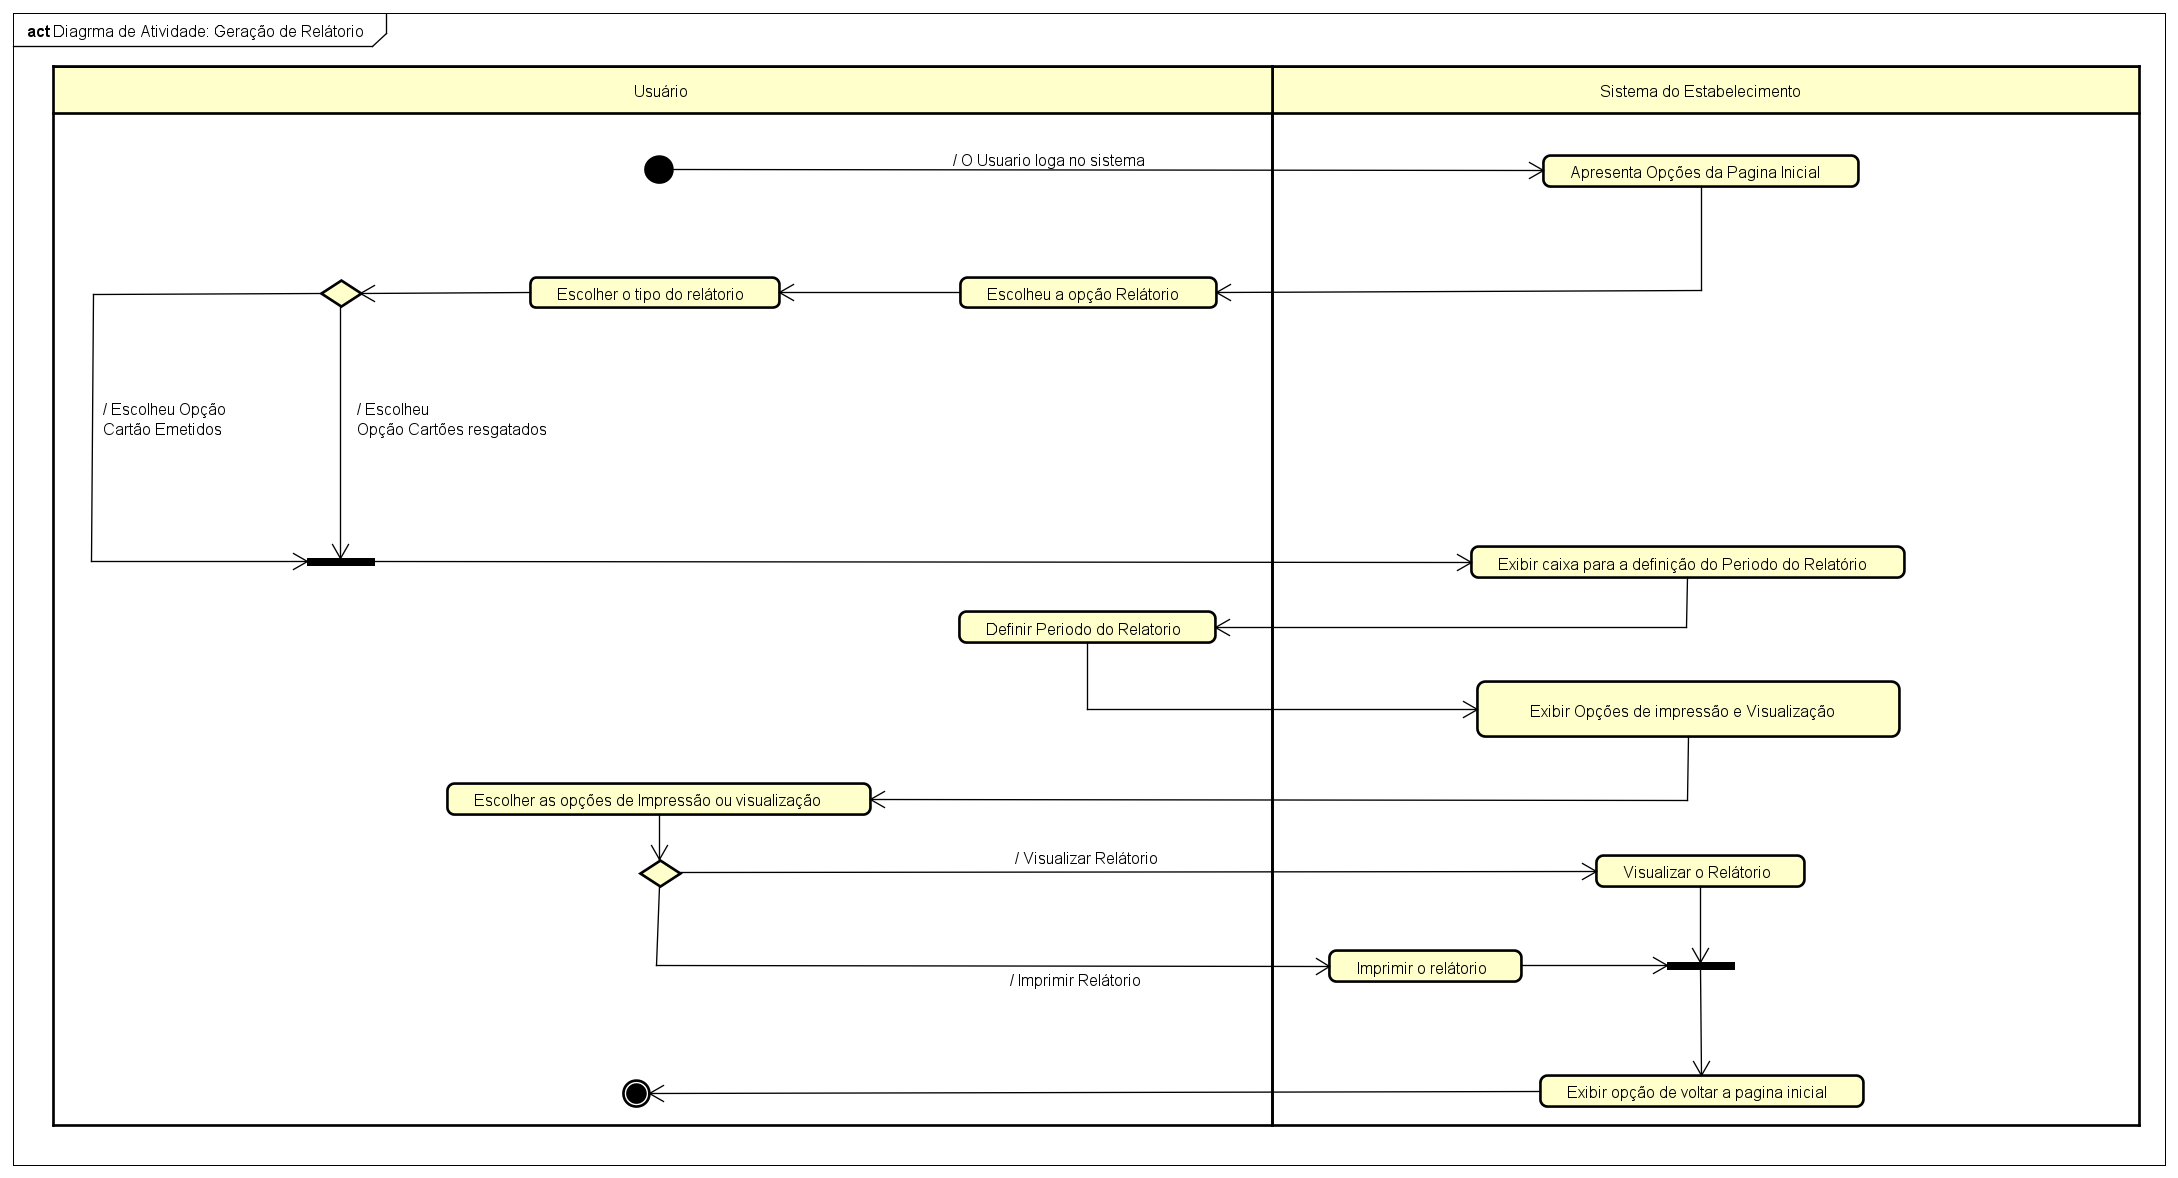 act Diagrma de Atividade: Geração de Relátorio
Usuário
Sistema do Estabelecimento
/ O Usuario loga no sistema
Apresenta Opções da Pagina Inicial
Escolher o tipo do relátorio
Escolheu a opção Relátorio
/ Escolheu Opção
Cartão Emetidos
/ Escolheu
Opção Cartões resgatados
Exibir caixa para a definição do Periodo do Relatório
Definir Periodo do Relatorio
Exibir Opções de impressão e Visualização
Escolher as opções de Impressão ou visualização
/ Visualizar Relátorio
Visualizar o Relátorio
Imprimir o relátorio
/ Imprimir Relátorio
Exibir opção de voltar a pagina inicial